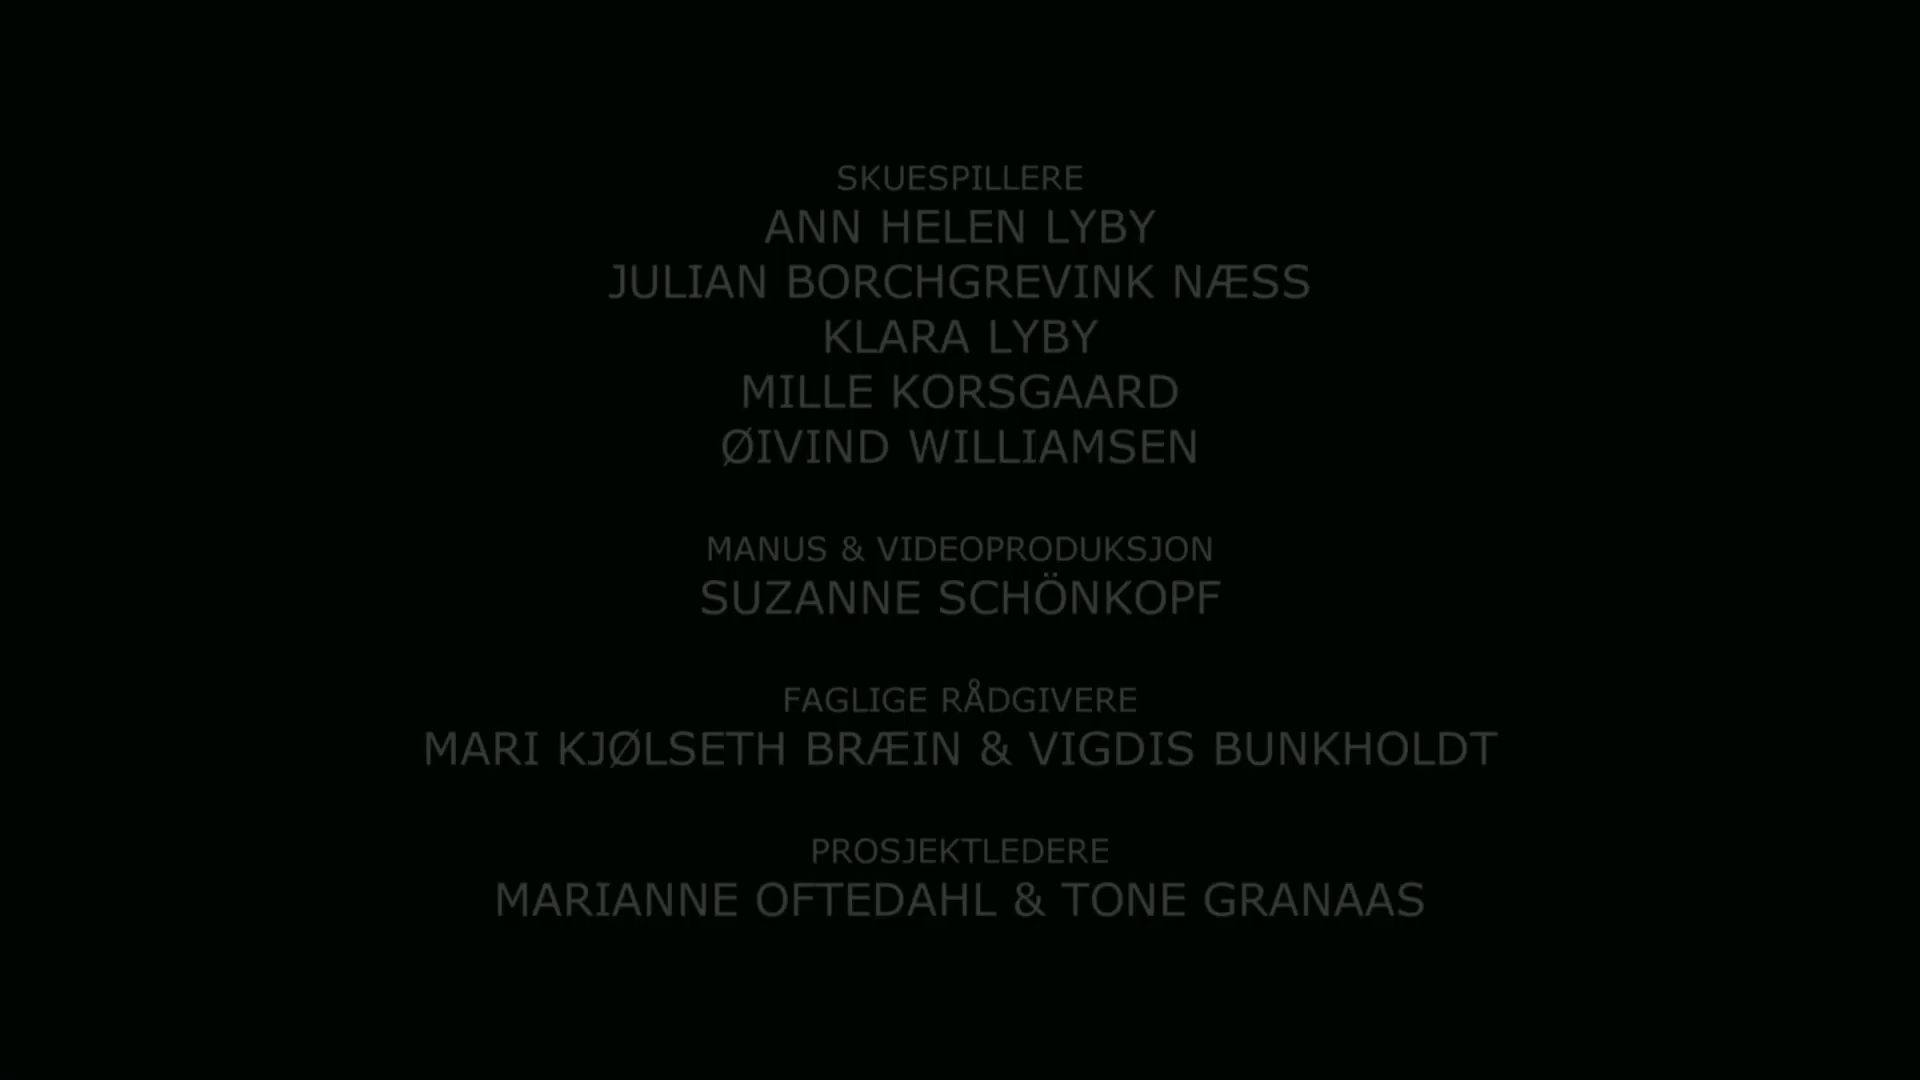 SKUESPILLERE
ANN HELEN LYBY
JULIAN BORCHGREVINK NÆSS
KLARA LYBY
MILLE KORSGAARD
ØIVIND WILLIAMSEN
MANUS & VIDEOPRODUKSJON
SUZANNE SCHÖNKOPF
FAGLIGE RÅDGIVERE
MARI KJØLSETH BRÆIN & VIGDIS BUNKHOLDT
PROSJEKTLEDERE
MARIANNE OFTEDAHL & TONE GRANAAS